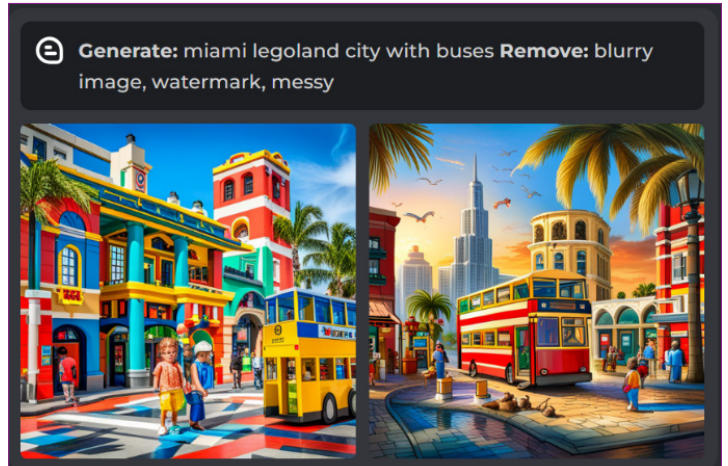 Generate: miami legoland city with buses Remove: blurry
image, watermark, messy